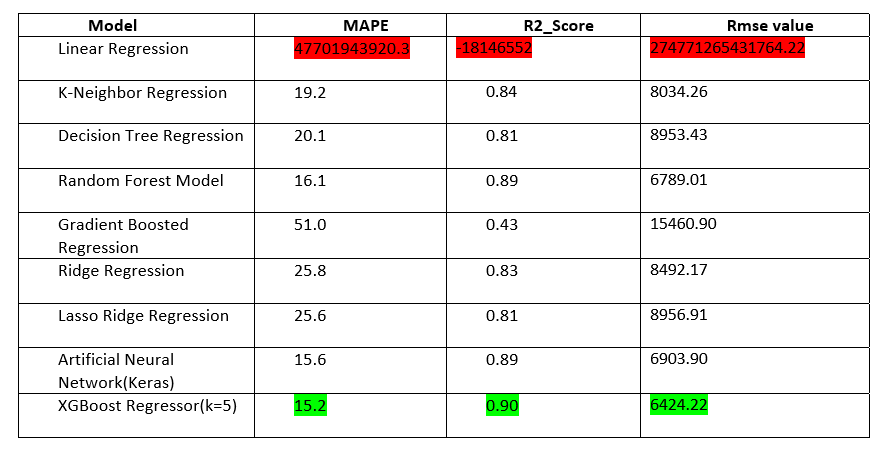 Model MAPE R2_Score Rmse value
Linear Regression 47701943920.3 -18146552 274771265431764.22
K-Neighbor Regression 19.2 0.84 8034.26
Decision Tree Regression 20.1 0.81 8953.43
Random Forest Model 16.1 0.89 6789.01
Gradient Boosted 51.0 0.43 15460.90
Regression
Ridge Regression 25.8 0.83 8492.17
Lasso Ridge Regression 25.6 0.81 8956.91
Artificial Neural 15.6 0.89 6903.90
Network(Keras)
XGBoost Regressor(k=5) 15.2 0.90 6424.22